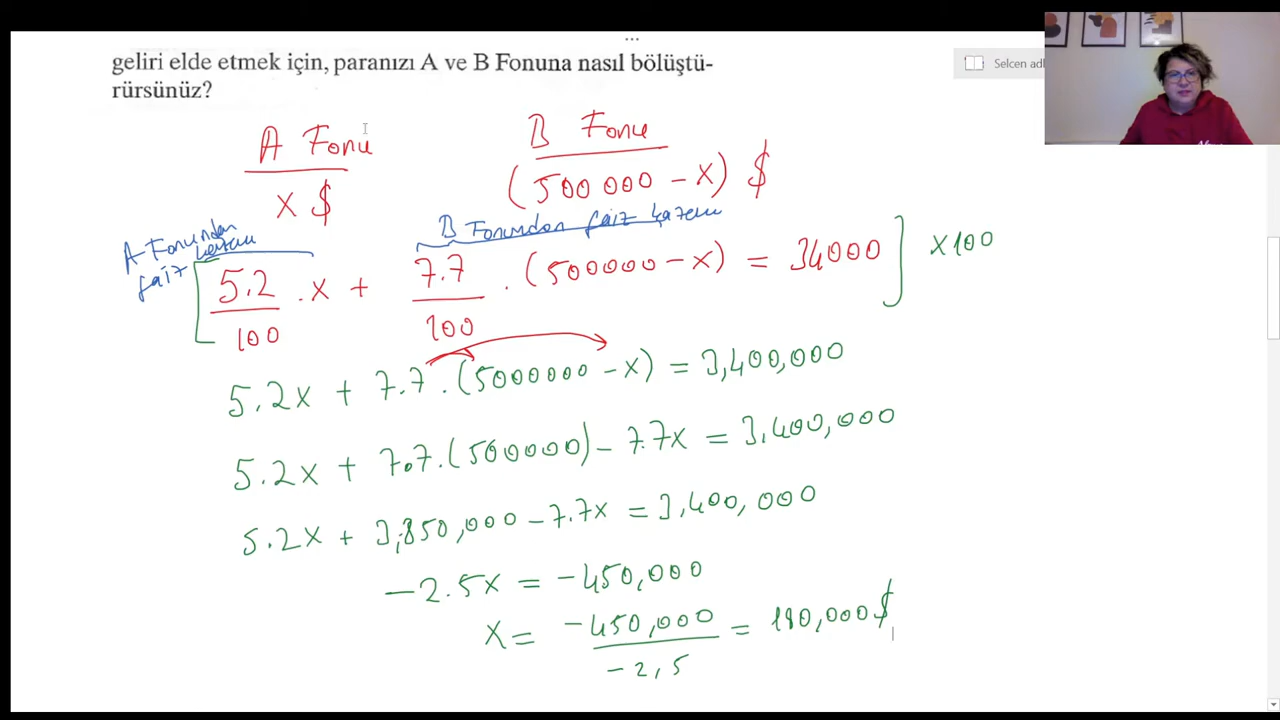 geliri elde etmek için, paranızı A ve B Fonuna nasıl bölüştü-
rürsünüz?
Selcen adl
A Fonu
B Fonu
x $
(500 000 - x) $
A Fonundan
faiz kazancı
B Fonundan faiz kazancı
[5.2/100 . x + 7.7/100 . (500000 - x) = 34000] x100
5.2x + 7.7 . (5000000 - x) = 3,400,000
5.2x + 7.7.(500000) - 7.7x = 3,400,000
5.2x + 3,850,000 - 7.7x = 3,400,000
-2.5x = -450,000
x = -450,000/-2,5 = 180,000$